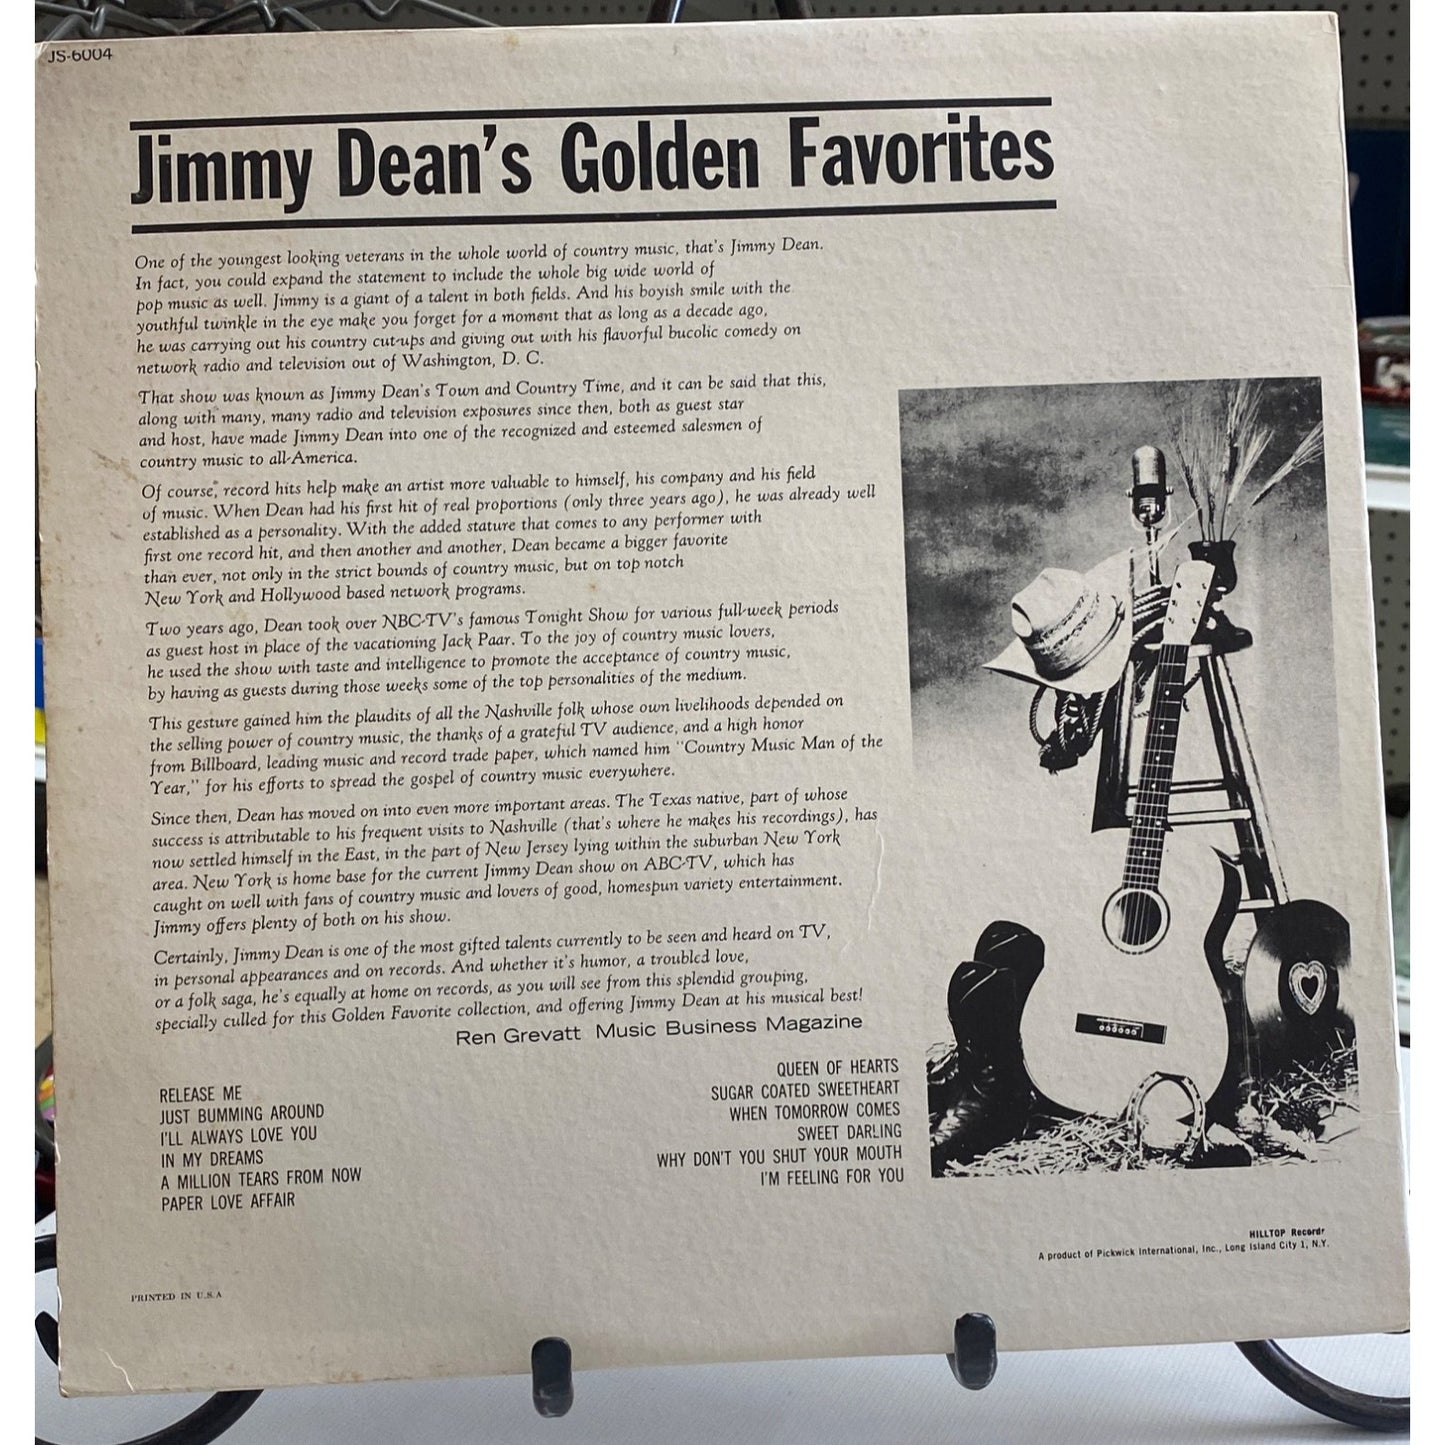 JS-6004
Jimmy Dean's Golden Favorites
One of the youngest looking veterans in the whole world of country music, that's Jimmy Dean.
In fact, you could expand the statement to include the whole big wide world of
pop music as well. Jimmy is a giant of a talent in both fields. And his boyish smile with the
youthful twinkle in the eye make you forget for a moment that as long as a decade ago,
he was carrying out his country cut-ups and giving out with his flavorful bucolic comedy on
network radio and television out of Washington, D. C.
That show was known as Jimmy Dean's Town and Country Time, and it can be said that this,
along with many, many radio and television exposures since then, both as guest star
and host, have made Jimmy Dean into one of the recognized and esteemed salesmen of
country music to all-America.
Of course, record hits help make an artist more valuable to himself, his company and his field
of music. When Dean had his first hit of real proportions (only three years ago), he was already well
established as a personality. With the added stature that comes to any performer with
first one record hit, and then another and another, Dean became a bigger favorite
than ever, not only in the strict bounds of country music, but on top notch
New York and Hollywood based network programs.
Two years ago, Dean took over NBC-TV's famous Tonight Show for various full-week periods
as guest host in place of the vacationing Jack Paar. To the joy of country music lovers,
he used the show with taste and intelligence to promote the acceptance of country music,
by having as guests during those weeks some of the top personalities of the medium.
This gesture gained him the plaudits of all the Nashville folk whose own livelihoods depended on
the selling power of country music, the thanks of a grateful TV audience, and a high honor
from Billboard, leading music and record trade paper, which named him "Country Music Man of the
Year," for his efforts to spread the gospel of country music everywhere.
Since then, Dean has moved on into even more important areas. The Texas native, part of whose
success is attributable to his frequent visits to Nashville (that's where he makes his recordings), has
now settled himself in the East, in the part of New Jersey lying within the suburban New York
area. New York is home base for the current Jimmy Dean show on ABC-TV, which has
caught on well with fans of country music and lovers of good, homespun variety entertainment.
Jimmy offers plenty of both on his show.
Certainly, Jimmy Dean is one of the most gifted talents currently to be seen and heard on TV,
in personal appearances and on records. And whether it's humor, a troubled love,
or a folk saga, he's equally at home on records, as you will see from this splendid grouping,
specially culled for this Golden Favorite collection, and offering Jimmy Dean at his musical best!
Ren Grevatt Music Business Magazine
RELEASE ME
JUST BUMMING AROUND
I'LL ALWAYS LOVE YOU
IN MY DREAMS
A MILLION TEARS FROM NOW
PAPER LOVE AFFAIR
QUEEN OF HEARTS
SUGAR COATED SWEETHEART
WHEN TOMORROW COMES
SWEET DARLING
WHY DON'T YOU SHUT YOUR MOUTH
I'M FEELING FOR YOU
HILLTOP Records
A product of Pickwick International, Inc., Long Island City 1, N.Y.
PRINTED IN U.S.A